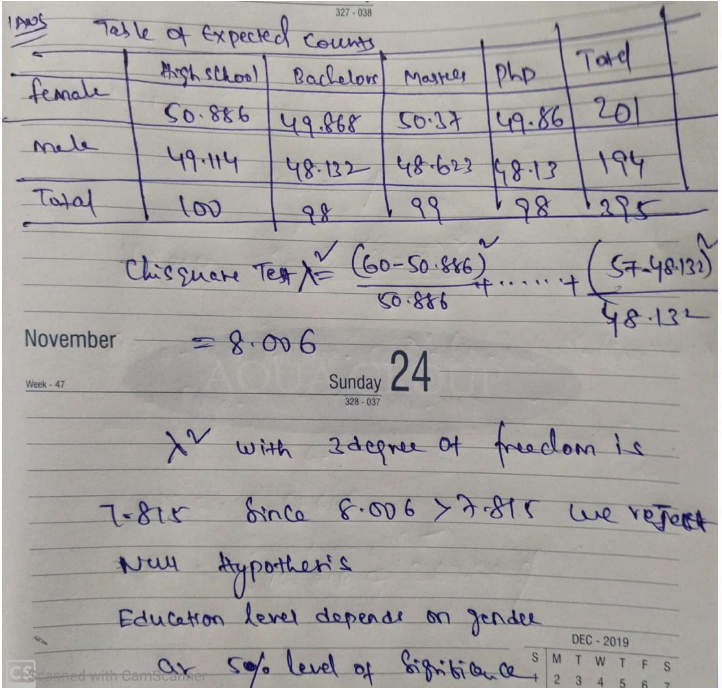 327 - 038
1 Ans
Table of Expected Counts
High school | Bachelors | Masters | PhD | Total
female 50.886 49.868 50.37 49.86 201
male 49.114 48.132 48.623 48.13 194
Total 100 98 99 98 395
Chisquare Test λ² = (60-50.886)²/50.886 + ...... + (57-48.132)²/48.132
November = 8.006
Week - 47 Sunday 24
328 - 037
λ² with 3 degree of freedom is
7.815 Since 8.006 > 7.815 we reject
Null Hypothesis
Education level depends on gender
DEC - 2019
at 5% level of significance
S M T W T F S
1 2 3 4 5 6 7
CS Scanned with CamScanner